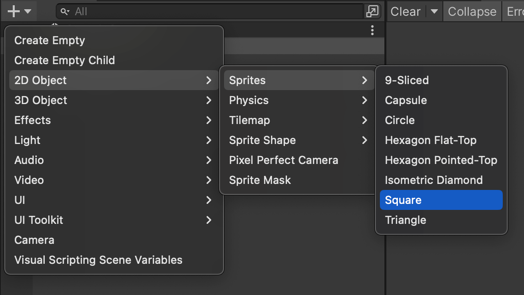 All
Clear
Collapse
Create Empty
Create Empty Child
2D Object
3D Object
Effects
Light
Audio
Video
UI
UI Toolkit
Camera
Visual Scripting Scene Variables
Sprites
Physics
Tilemap
Sprite Shape
Pixel Perfect Camera
Sprite Mask
9-Sliced
Capsule
Circle
Hexagon Flat-Top
Hexagon Pointed-Top
Isometric Diamond
Square
Triangle